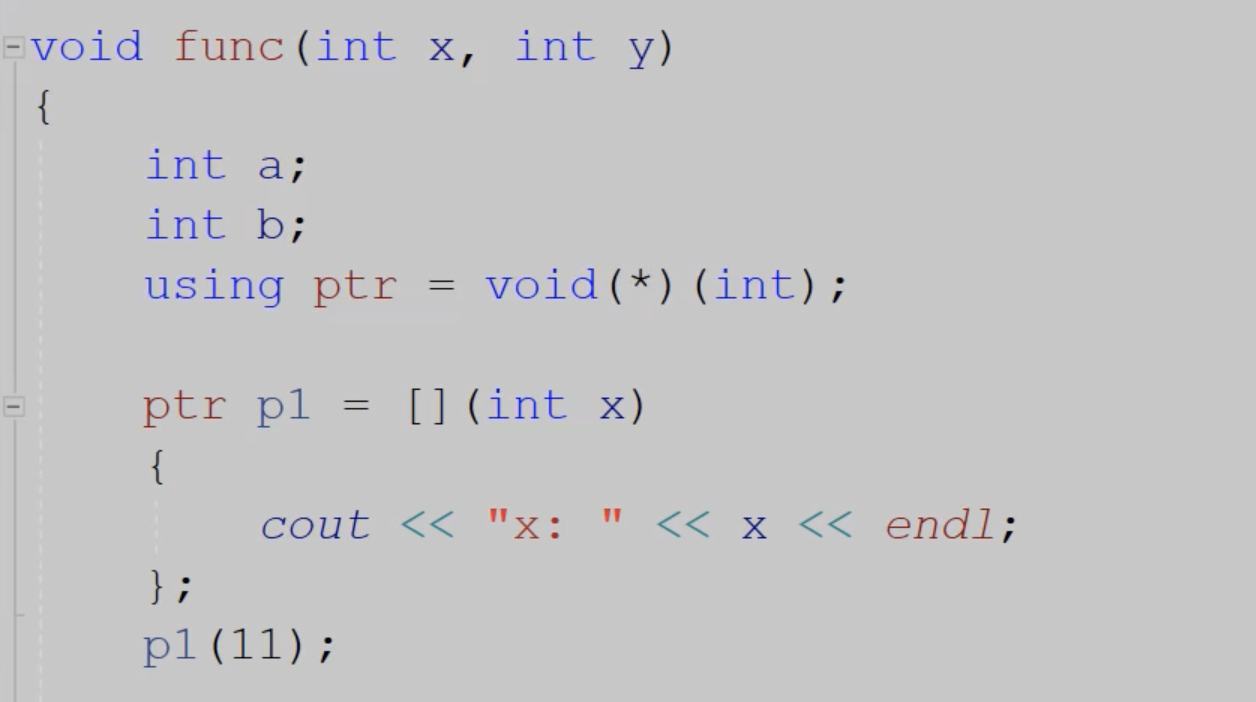 void func(int x, int y)
{
    int a;
    int b;
    using ptr = void(*)(int);
    ptr p1 = [](int x)
    {
        cout << "x: " << x << endl;
    };
    p1(11);